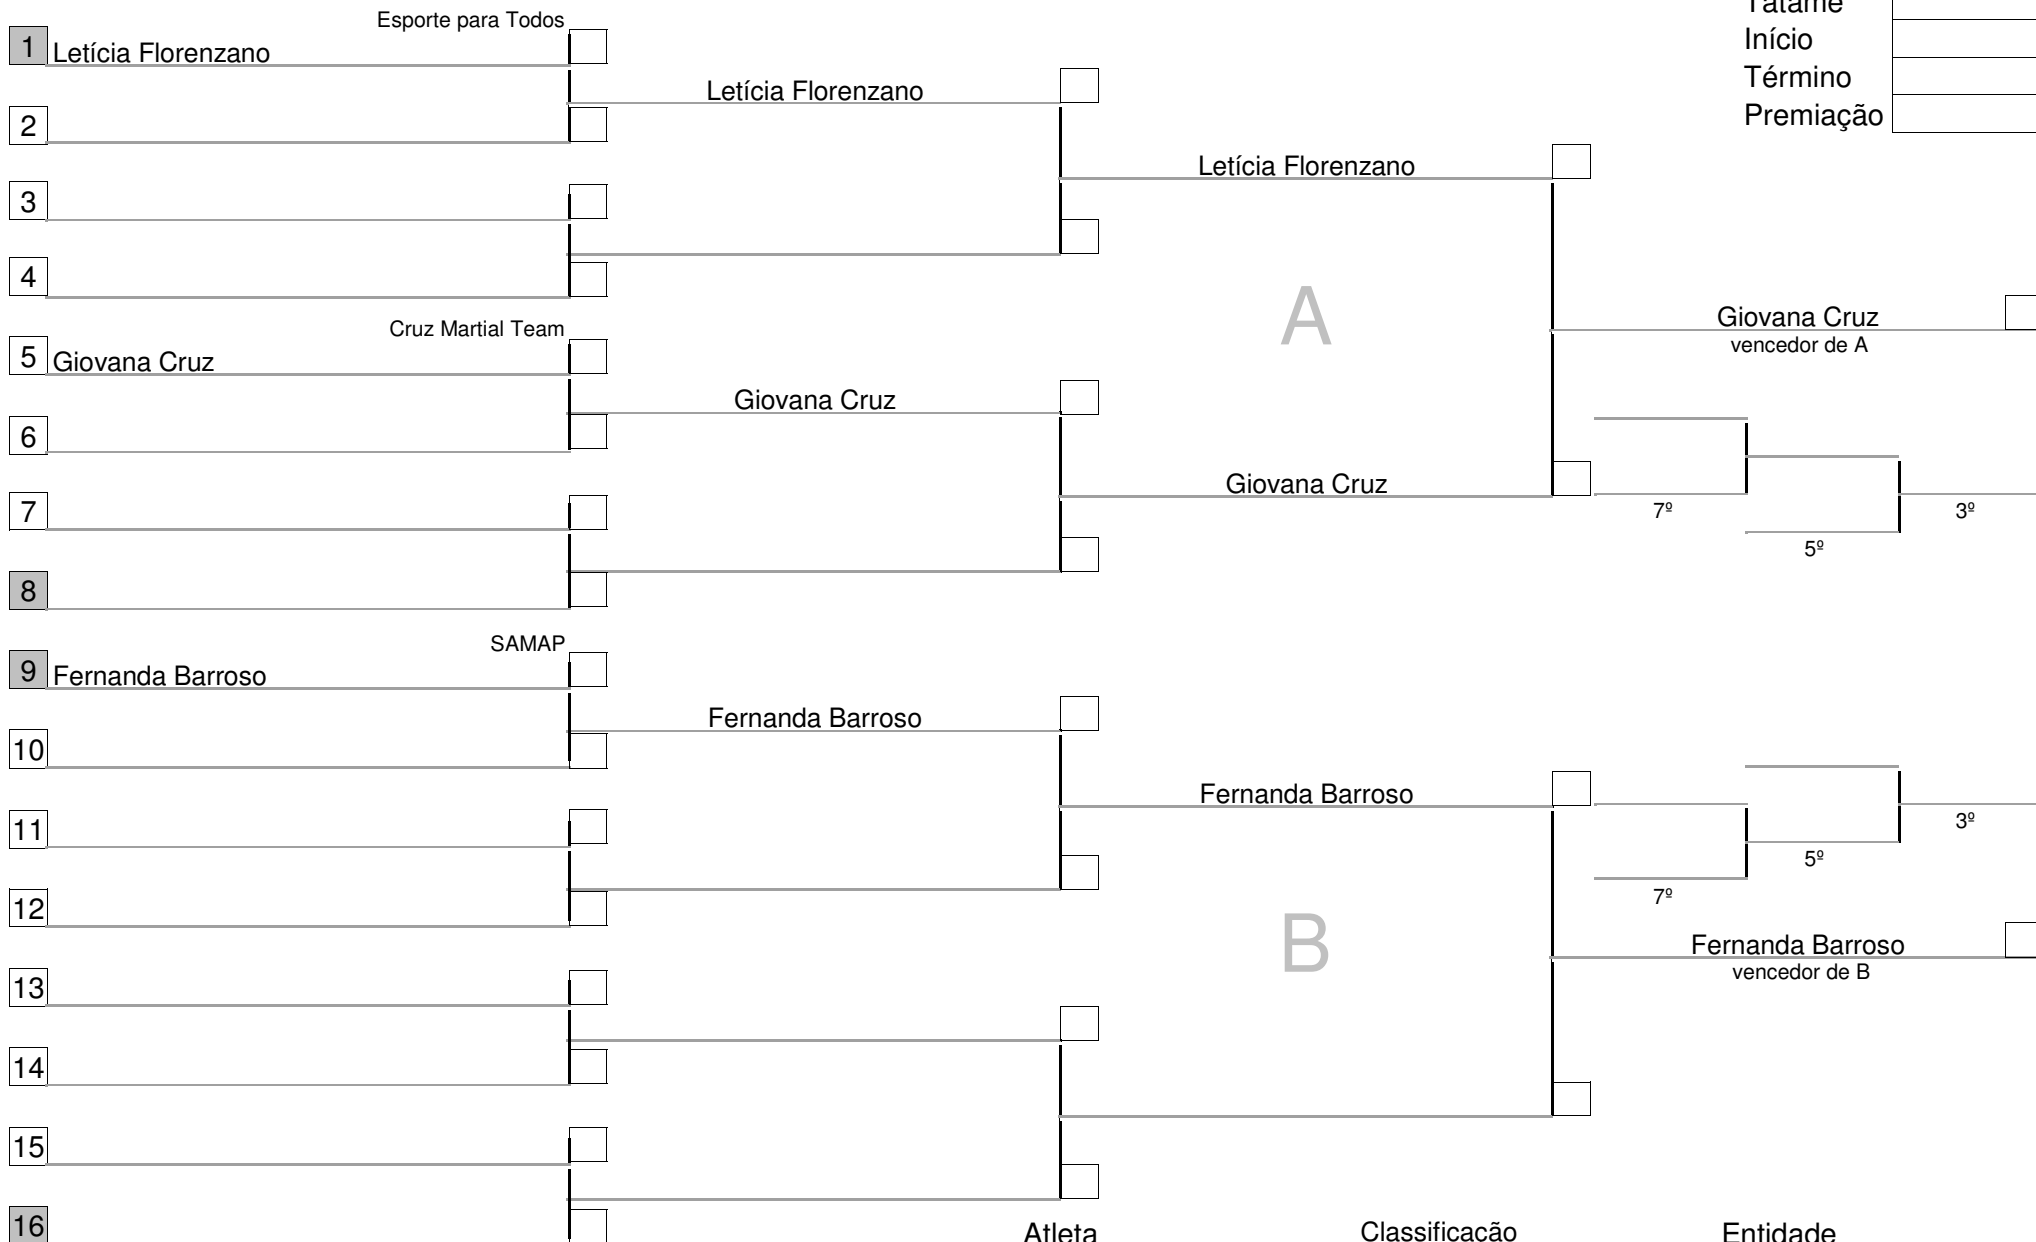 Esporte para Todos
1 Letícia Florenzano
Letícia Florenzano
2
Letícia Florenzano
3
4
Tatame
Início
Término
Premiação
A
Cruz Martial Team
5 Giovana Cruz
Giovana Cruz
6
Giovana Cruz
7
8
Giovana Cruz
vencedor de A
7º
3º
5º
SAMAP
9 Fernanda Barroso
Fernanda Barroso
10
Fernanda Barroso
11
12
B
13
14
15
16
3º
5º
7º
Fernanda Barroso
vencedor de B
Atleta Classificação Entidade